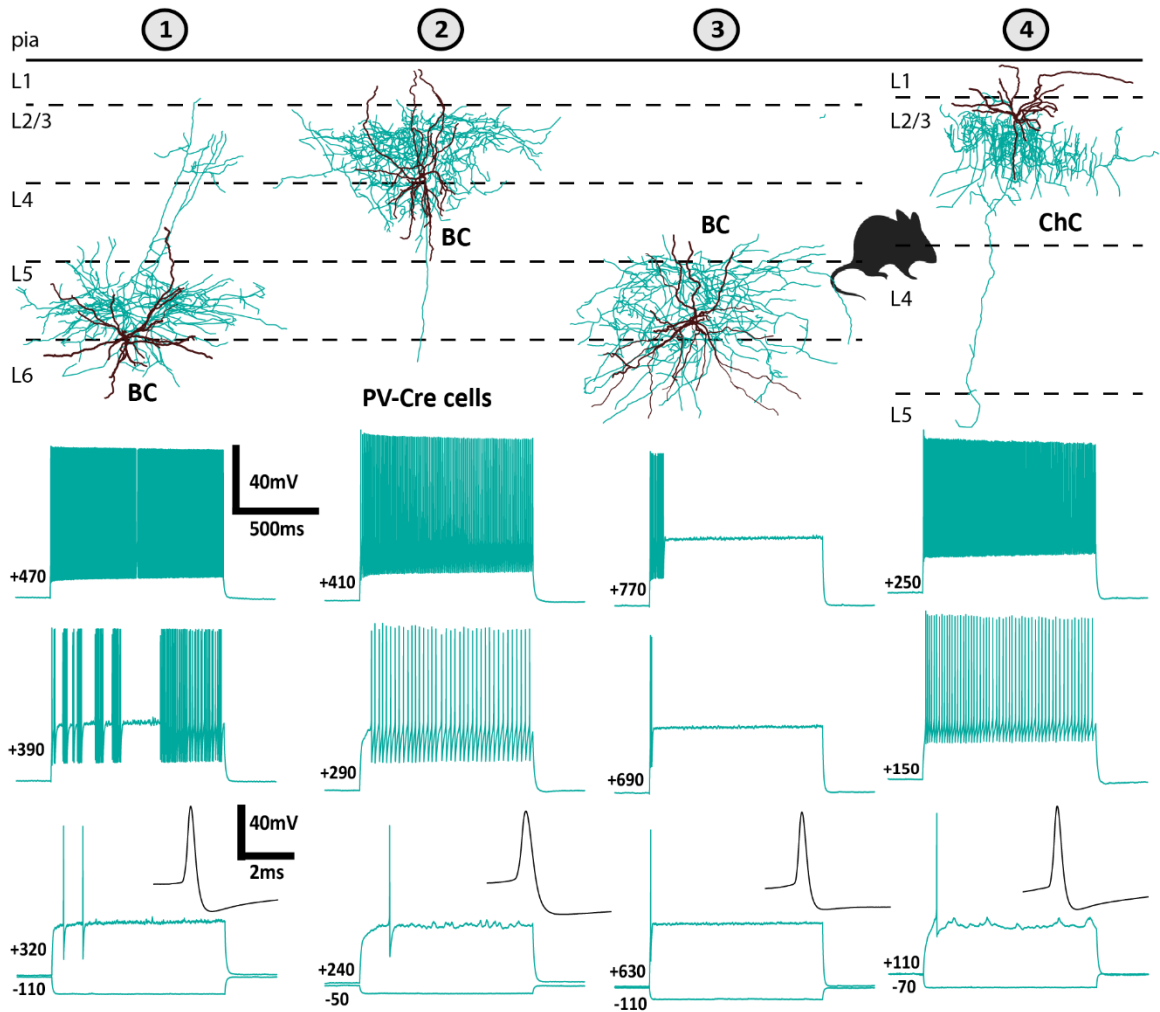 1 2 3 4
pia
L1 L1
L2/3 L2/3
L4
BC BC ChC
L5 L4
L6
BC PV-Cre cells L5
40mV
500ms
+470 +410 +770 +250
+390 +290 +690 +150
40mV
2ms
+320 +240 +630 +110
-110 -50 -110 -70